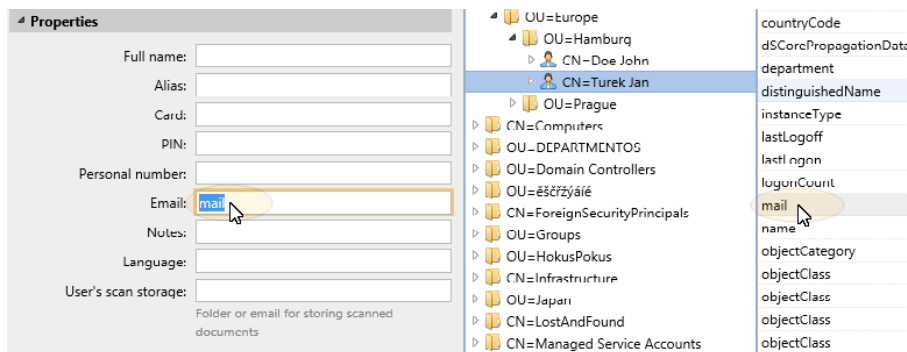 Properties
Full name:
Alias:
Card:
PIN:
Personal number:
Email: mail
Notes:
Language:
User's scan storage:
Folder or email for storing scanned
documents
OU=Europe
OU=Hamburg
CN=Doe John
CN=Turek Jan
OU=Prague
CN=Computers
OU=DEPARTMENTOS
OU=Domain Controllers
OU=ěščřžýáíé
CN=ForeignSecurityPrincipals
OU=Groups
OU=HokusPokus
CN=Infrastructure
OU=Japan
CN=LostAndFound
CN=Managed Service Accounts
countryCode
dSCorePropagationData
department
distinguishedName
instanceType
lastLogoff
lastLogon
logonCount
mail
name
objectCategory
objectClass
objectClass
objectClass
objectClass